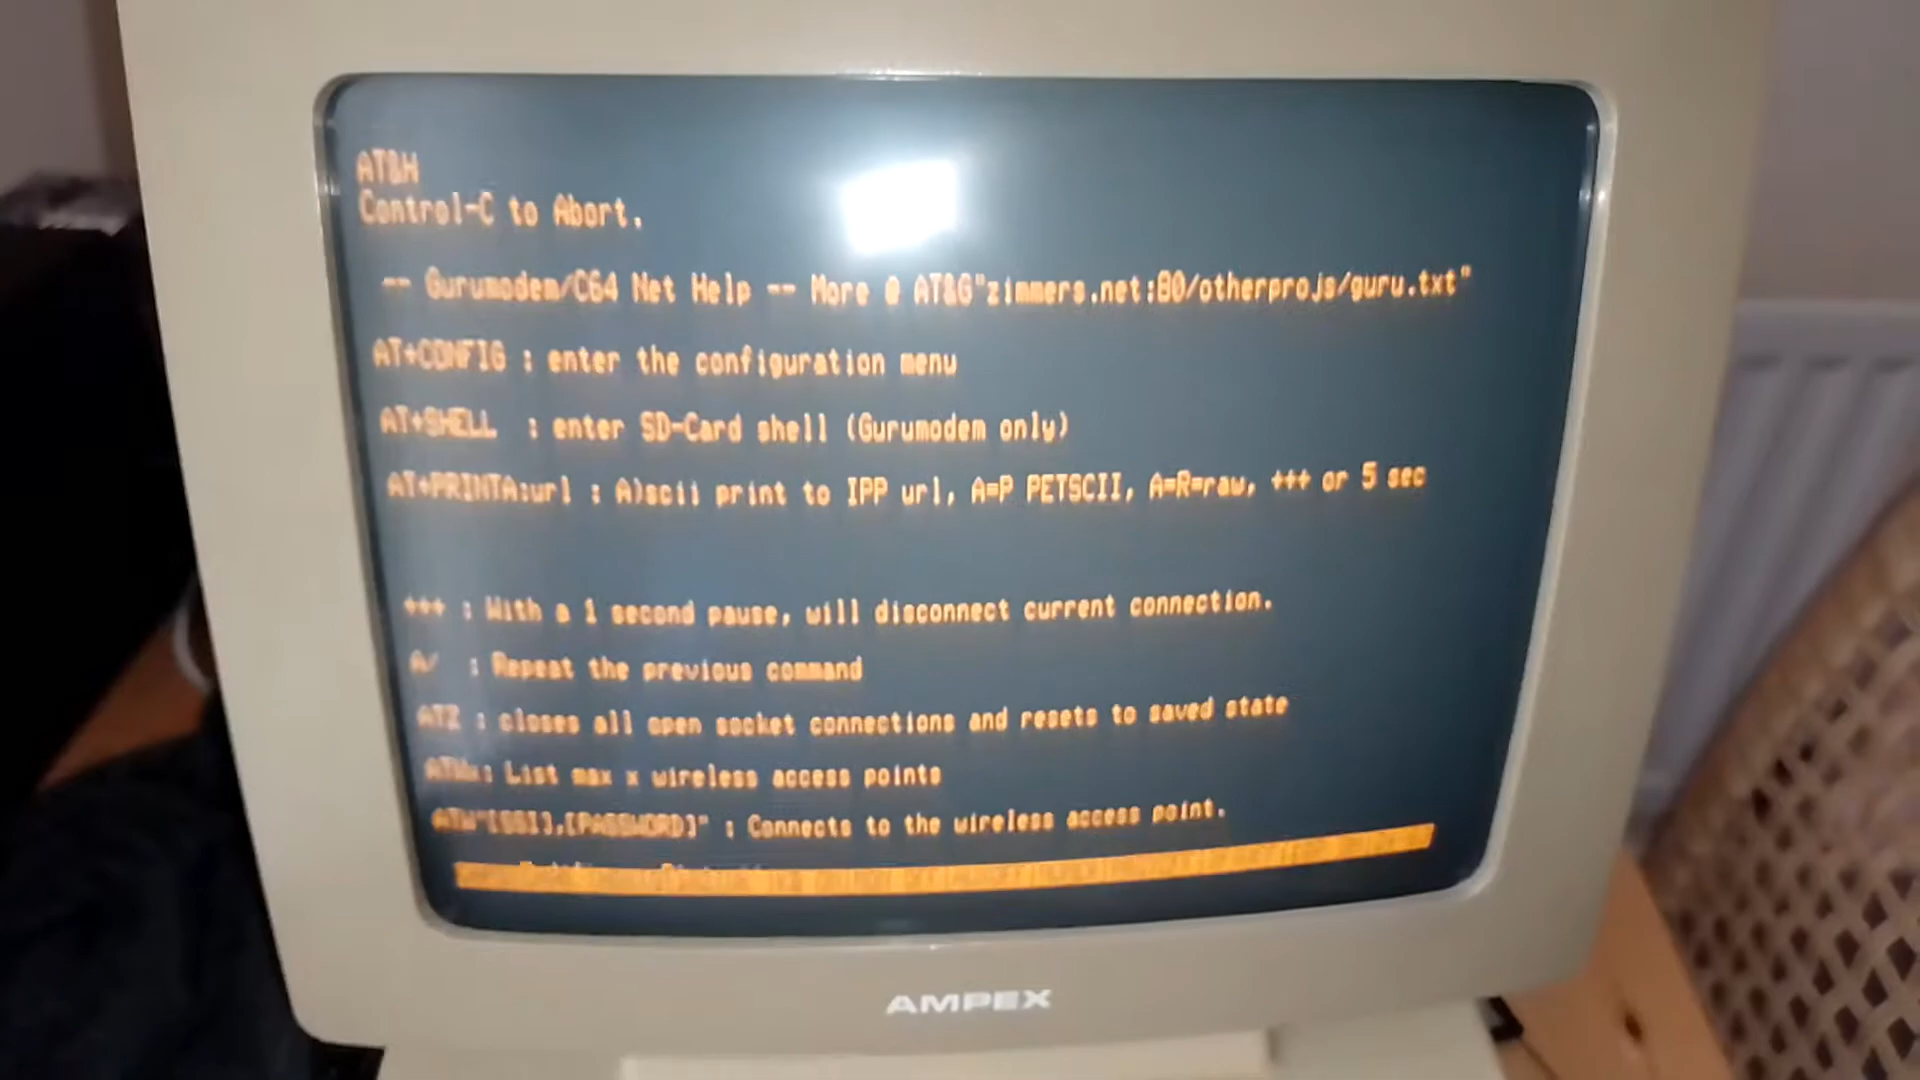 AT&H
Control-C to Abort.
-- Gurumodem/C64 Net Help -- More @ AT&G"zimmers.net:80/otherprojs/guru.txt"
AT+CONFIG : enter the configuration menu
AT+SHELL : enter SD-Card shell (Gurumodem only)
AT+PRINTA:url : A)scii print to IPP url, A=P PETSCII, A=R=raw, +++ or 5 sec
+++ : With a 1 second pause, will disconnect current connection.
A/ : Repeat the previous command
ATZ : closes all open socket connections and resets to saved state
ATWx: List max x wireless access points
ATW"[SSI],[PASSWORD]" : Connects to the wireless access point.
AMPEX